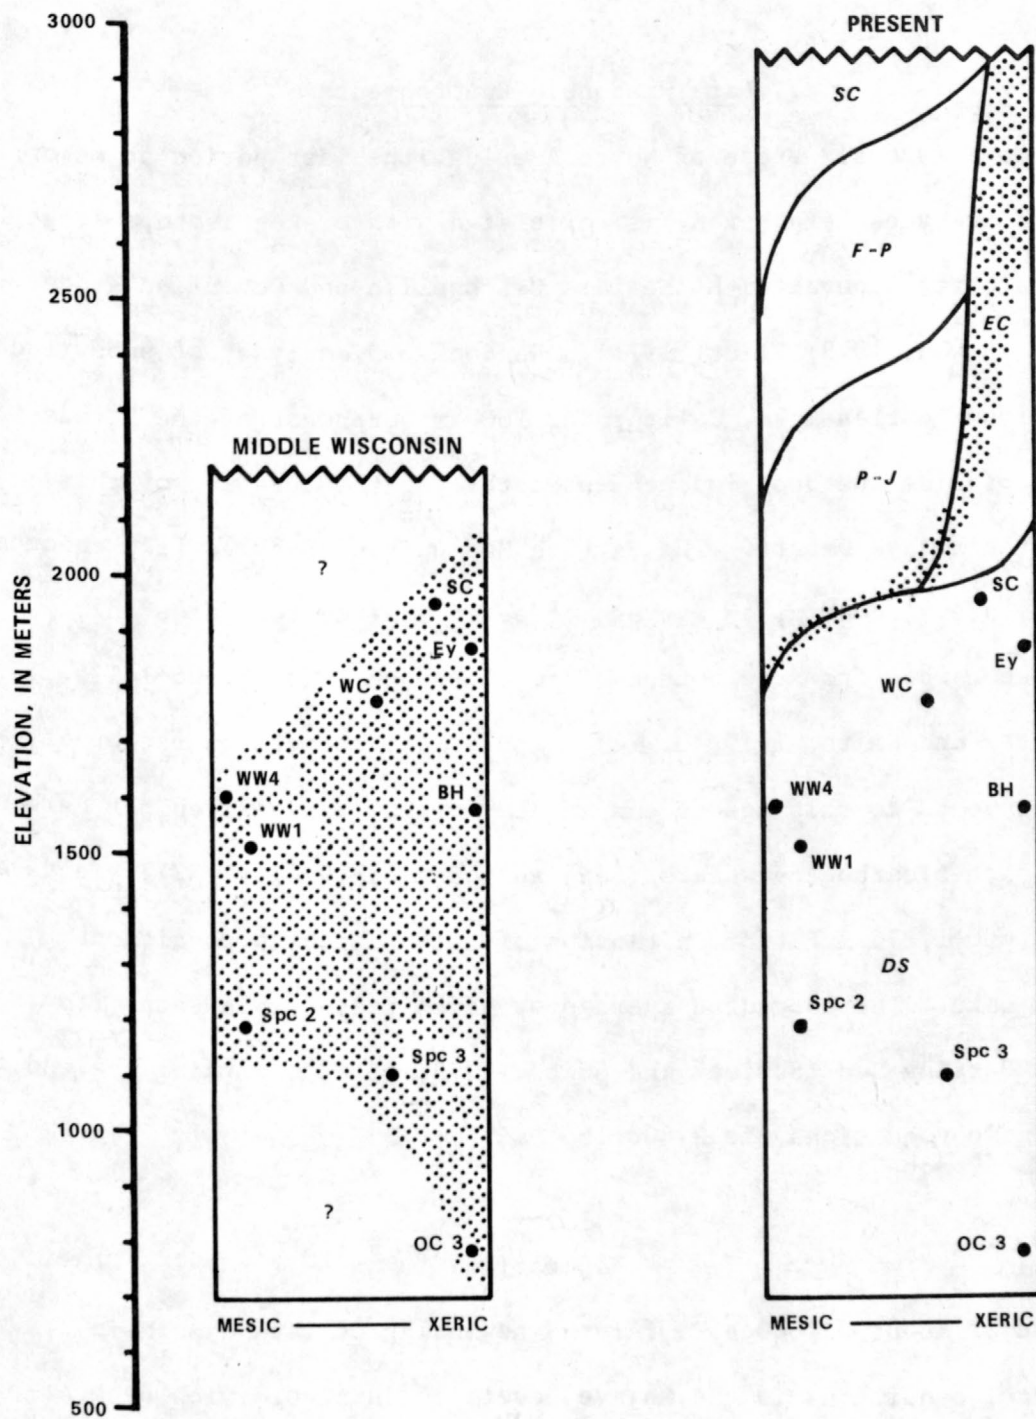 3000
2500
2000
1500
1000
500
ELEVATION, IN METERS
MIDDLE WISCONSIN
?
SC
Ey
WC
WW4
BH
WW1
Spc 2
Spc 3
?
OC 3
MESIC
XERIC
PRESENT
SC
F-P
EC
P-J
SC
Ey
WC
WW4
BH
WW1
DS
Spc 2
Spc 3
OC 3
MESIC
XERIC